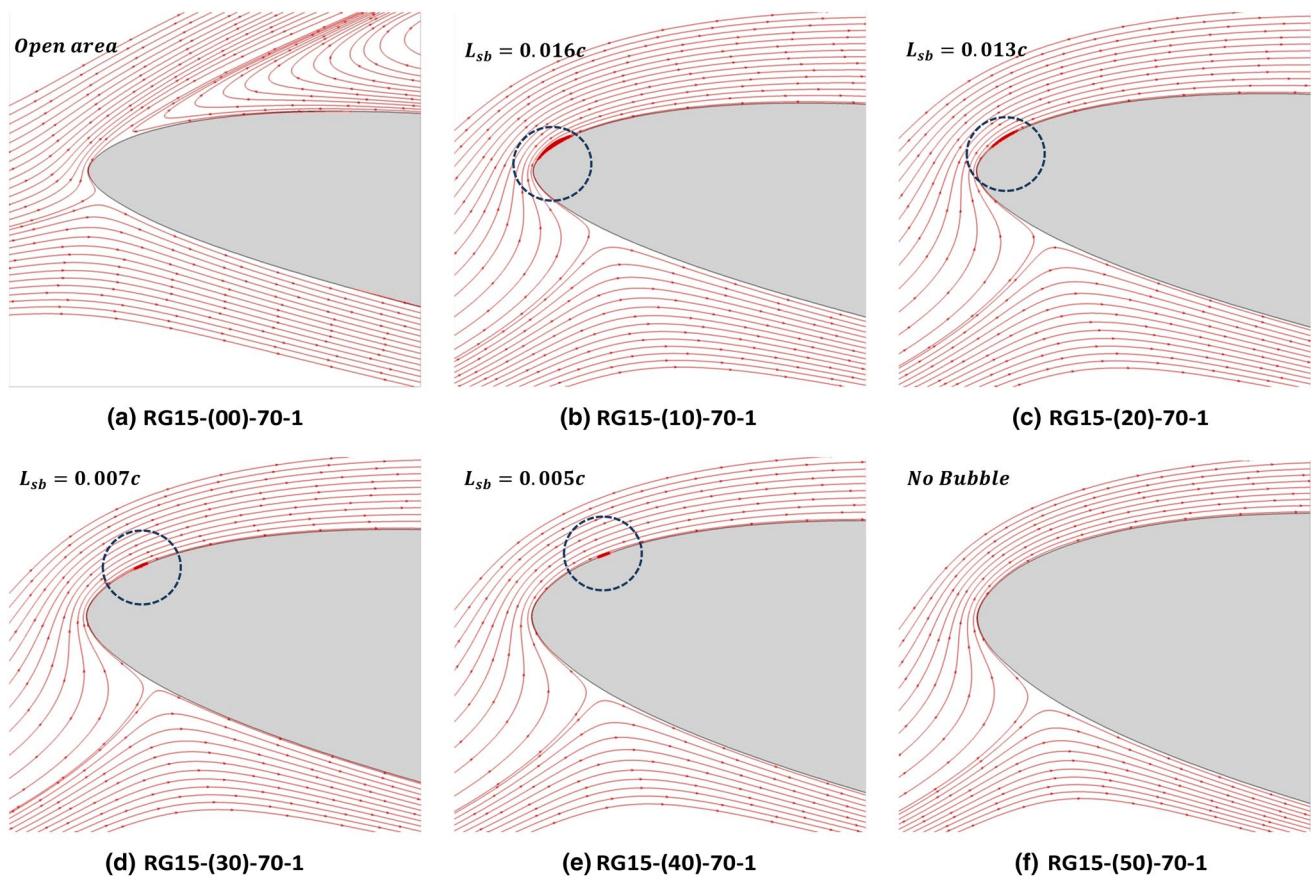 Open area
L_sb = 0.016c
L_sb = 0.013c
(a) RG15-(00)-70-1
(b) RG15-(10)-70-1
(c) RG15-(20)-70-1
L_sb = 0.007c
L_sb = 0.005c
No Bubble
(d) RG15-(30)-70-1
(e) RG15-(40)-70-1
(f) RG15-(50)-70-1